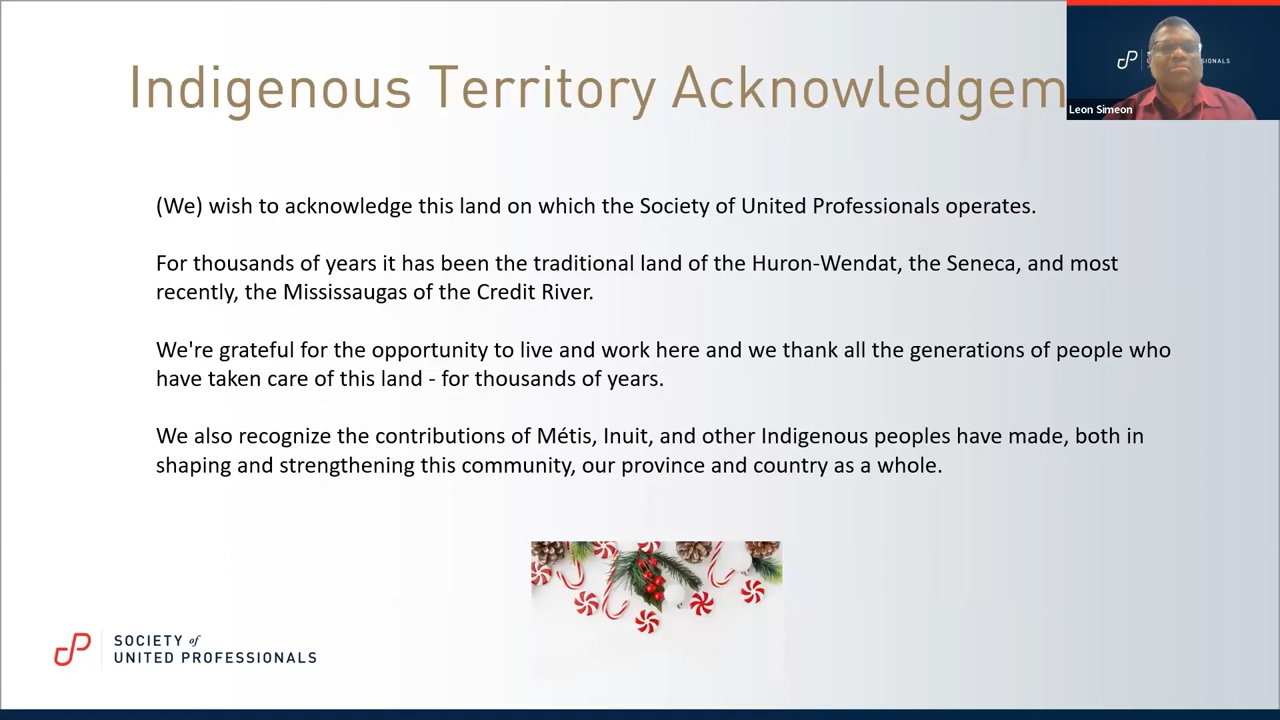 Indigenous Territory Acknowledgem
SIONALS
Leon Simeon
(We) wish to acknowledge this land on which the Society of United Professionals operates.
For thousands of years it has been the traditional land of the Huron-Wendat, the Seneca, and most
recently, the Mississaugas of the Credit River.
We're grateful for the opportunity to live and work here and we thank all the generations of people who
have taken care of this land - for thousands of years.
We also recognize the contributions of Métis, Inuit, and other Indigenous peoples have made, both in
shaping and strengthening this community, our province and country as a whole.
SOCIETY of
UNITED PROFESSIONALS